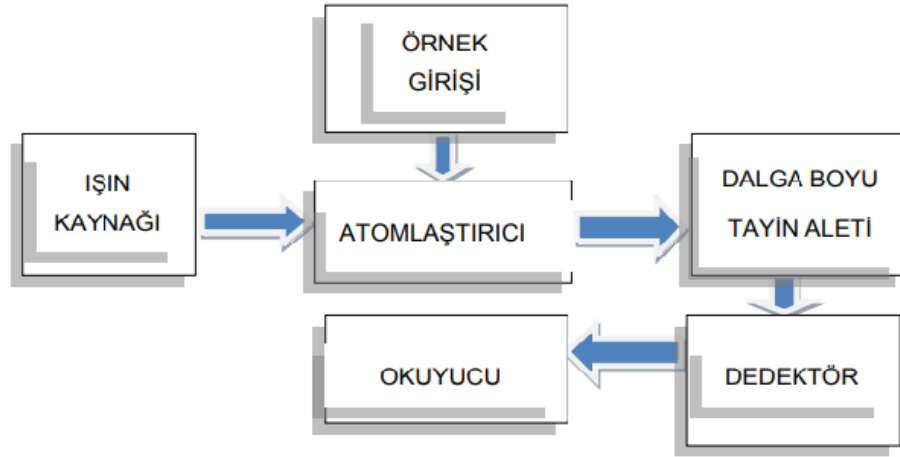 ÖRNEK
GİRİŞİ
IŞIN
KAYNAĞI
ATOMLAŞTIRICI
DALGA BOYU
TAYİN ALETİ
OKUYUCU
DEDEKTÖR